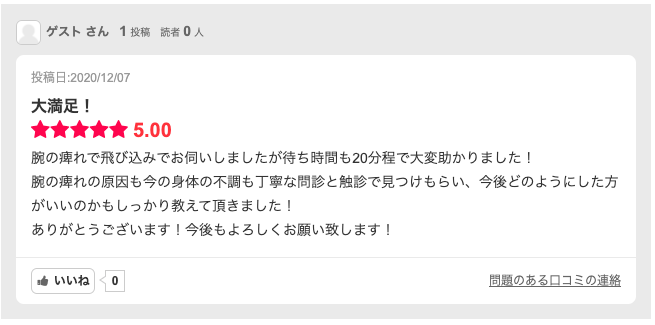 ゲスト さん 1 投稿 読者 0 人
投稿日:2020/12/07
大満足！
★★★★★ 5.00
腕の痺れで飛び込みでお伺いしましたが待ち時間も20分程で大変助かりました！
腕の痺れの原因も今の身体の不調も丁寧な問診と触診で見つけもらい、今後どのようにした方
がいいのかもしっかり教えて頂きました！
ありがとうございます！今後もよろしくお願い致します！
いいね 0 問題のある口コミの連絡